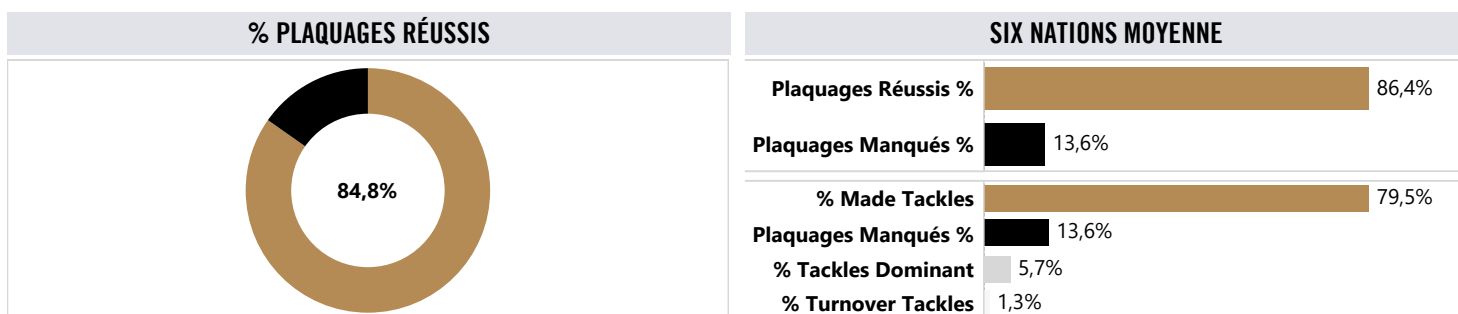 % PLAQUAGES RÉUSSIS
84,8%
SIX NATIONS MOYENNE
Plaquages Réussis % 86,4%
Plaquages Manqués % 13,6%
% Made Tackles 79,5%
Plaquages Manqués % 13,6%
% Tackles Dominant 5,7%
% Turnover Tackles 1,3%